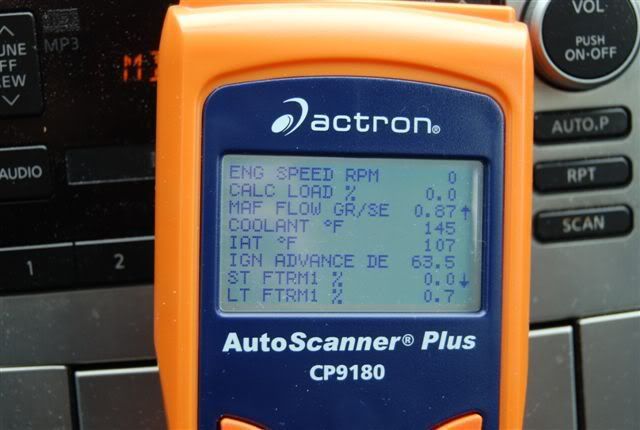 VOL
PUSH
ON-OFF
TUNE
OFF
MP3
AUDIO
1
2
AUTO.P
RPT
SCAN
actron®
ENG SPEED RPM 0
CALC LOAD % 0.0
MAF FLOW GR/SE 0.87↑
COOLANT °F 145
IAT °F 107
IGN ADVANCE DE 63.5
ST FTRM1 % 0.0↓
LT FTRM1 % 0.7
AutoScanner® Plus
CP9180